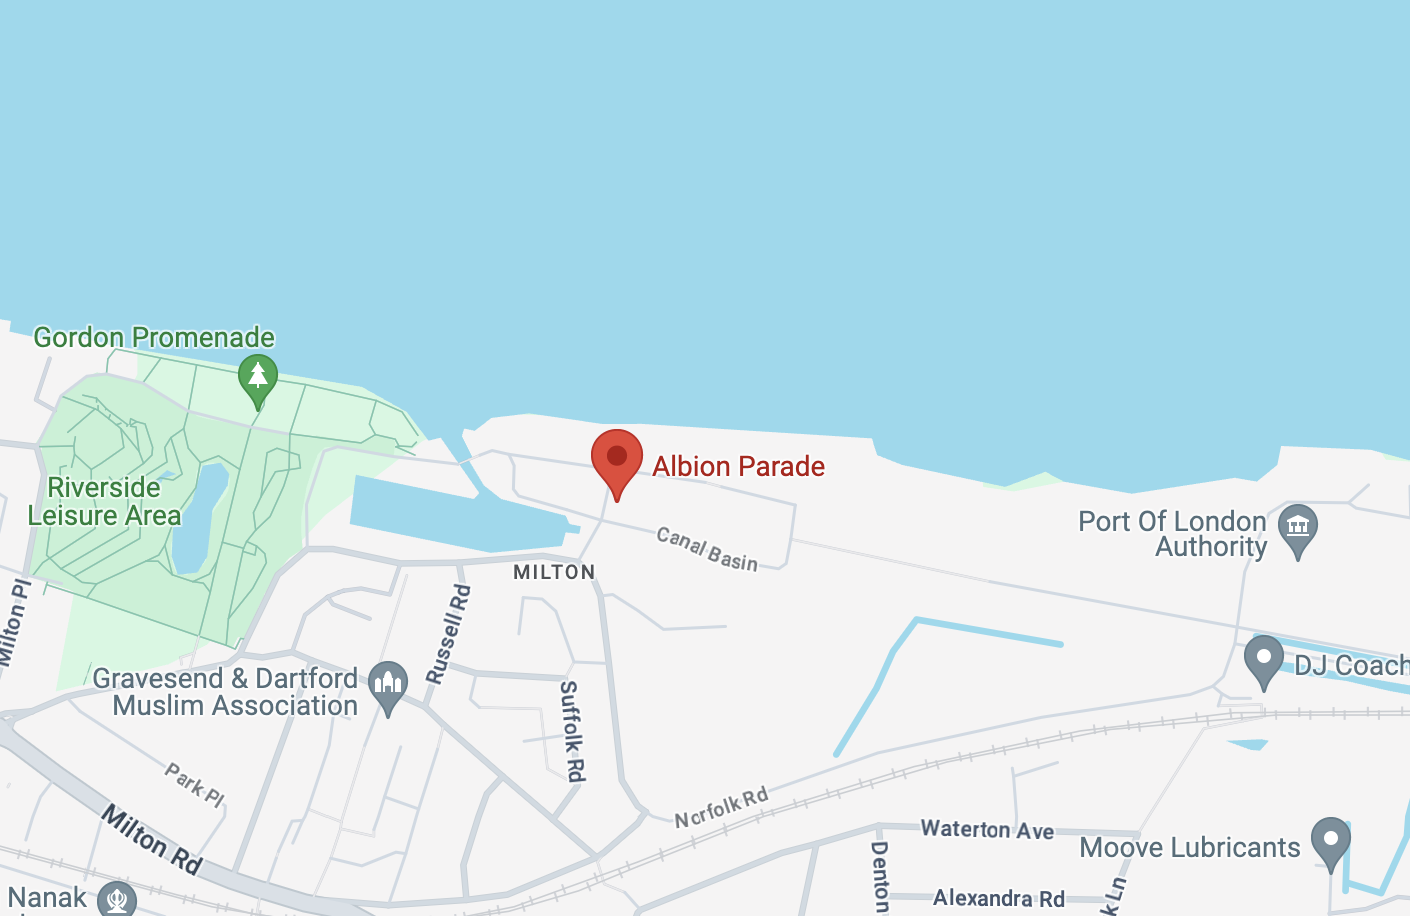 Gordon Promenade
Albion Parade
Riverside
Leisure Area
Port Of London
Authority
Canal Basin
MILTON
Milton Pl
Russell Rd
DJ Coach
Gravesend & Dartford
Muslim Association
Suffolk Rd
Park Pl
Norfolk Rd
Milton Rd
Waterton Ave
Moove Lubricants
Denton
Alexandra Rd
k Ln
Nanak